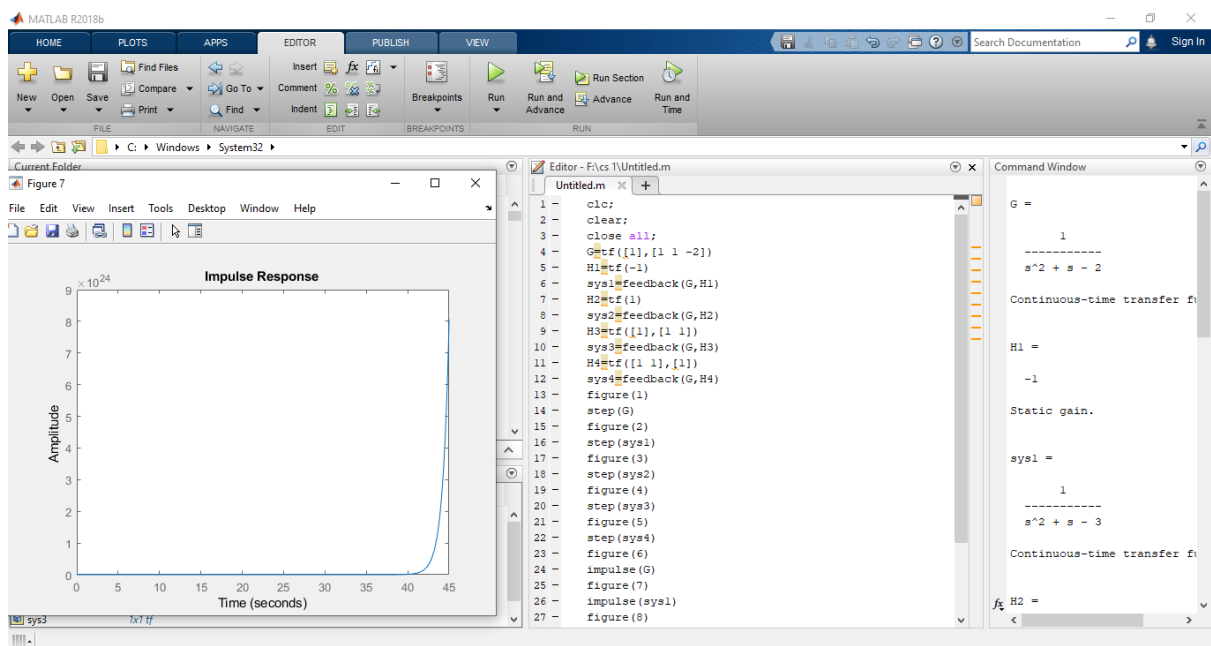 MATLAB R2018b
HOME PLOTS APPS EDITOR PUBLISH VIEW Search Documentation Sign In
New Open Save Find Files Compare Print Go To Find Insert fx Comment % Indent Breakpoints Run Run and Advance Run Section Advance Run and Time
FILE NAVIGATE EDIT BREAKPOINTS RUN
C: Windows System32
Current Folder
Figure 7
File Edit View Insert Tools Desktop Window Help
Impulse Response
×10^24
9
8
7
6
5
4
3
2
1
0
Amplitude
0 5 10 15 20 25 30 35 40 45
Time (seconds)
sys3 1x1 tf
Editor - F:\cs 1\Untitled.m
Untitled.m × +
1 - clc;
2 - clear;
3 - close all;
4 - G=tf([1],[1 1 -2])
5 - H1=tf(-1)
6 - sys1=feedback(G,H1)
7 - H2=tf(1)
8 - sys2=feedback(G,H2)
9 - H3=tf([1],[1 1])
10 - sys3=feedback(G,H3)
11 - H4=tf([1 1],[1])
12 - sys4=feedback(G,H4)
13 - figure(1)
14 - step(G)
15 - figure(2)
16 - step(sys1)
17 - figure(3)
18 - step(sys2)
19 - figure(4)
20 - step(sys3)
21 - figure(5)
22 - step(sys4)
23 - figure(6)
24 - impulse(G)
25 - figure(7)
26 - impulse(sys1)
27 - figure(8)
Command Window
G =
1
-----------
s^2 + s - 2
Continuous-time transfer fu
H1 =
-1
Static gain.
sys1 =
1
-----------
s^2 + s - 3
Continuous-time transfer fu
fx H2 =